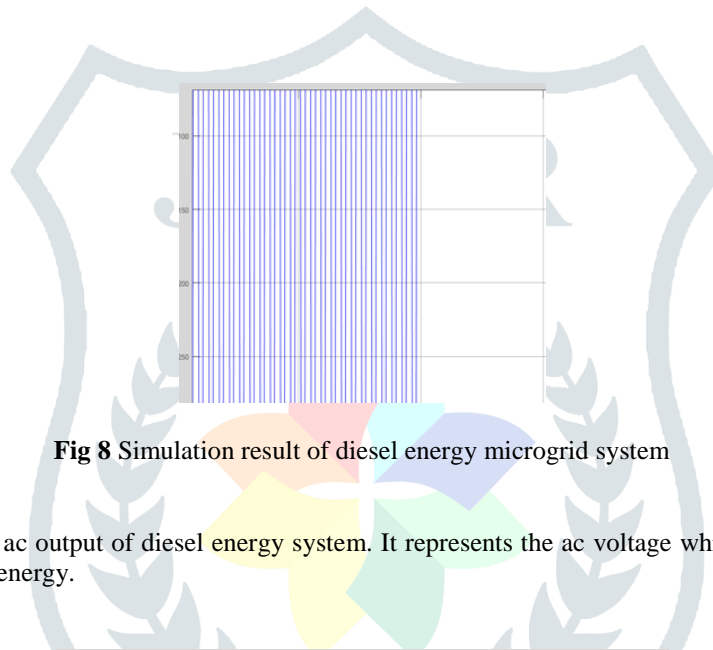 100
150
200
250
Fig 8 Simulation result of diesel energy microgrid system
ac output of diesel energy system. It represents the ac voltage
energy.